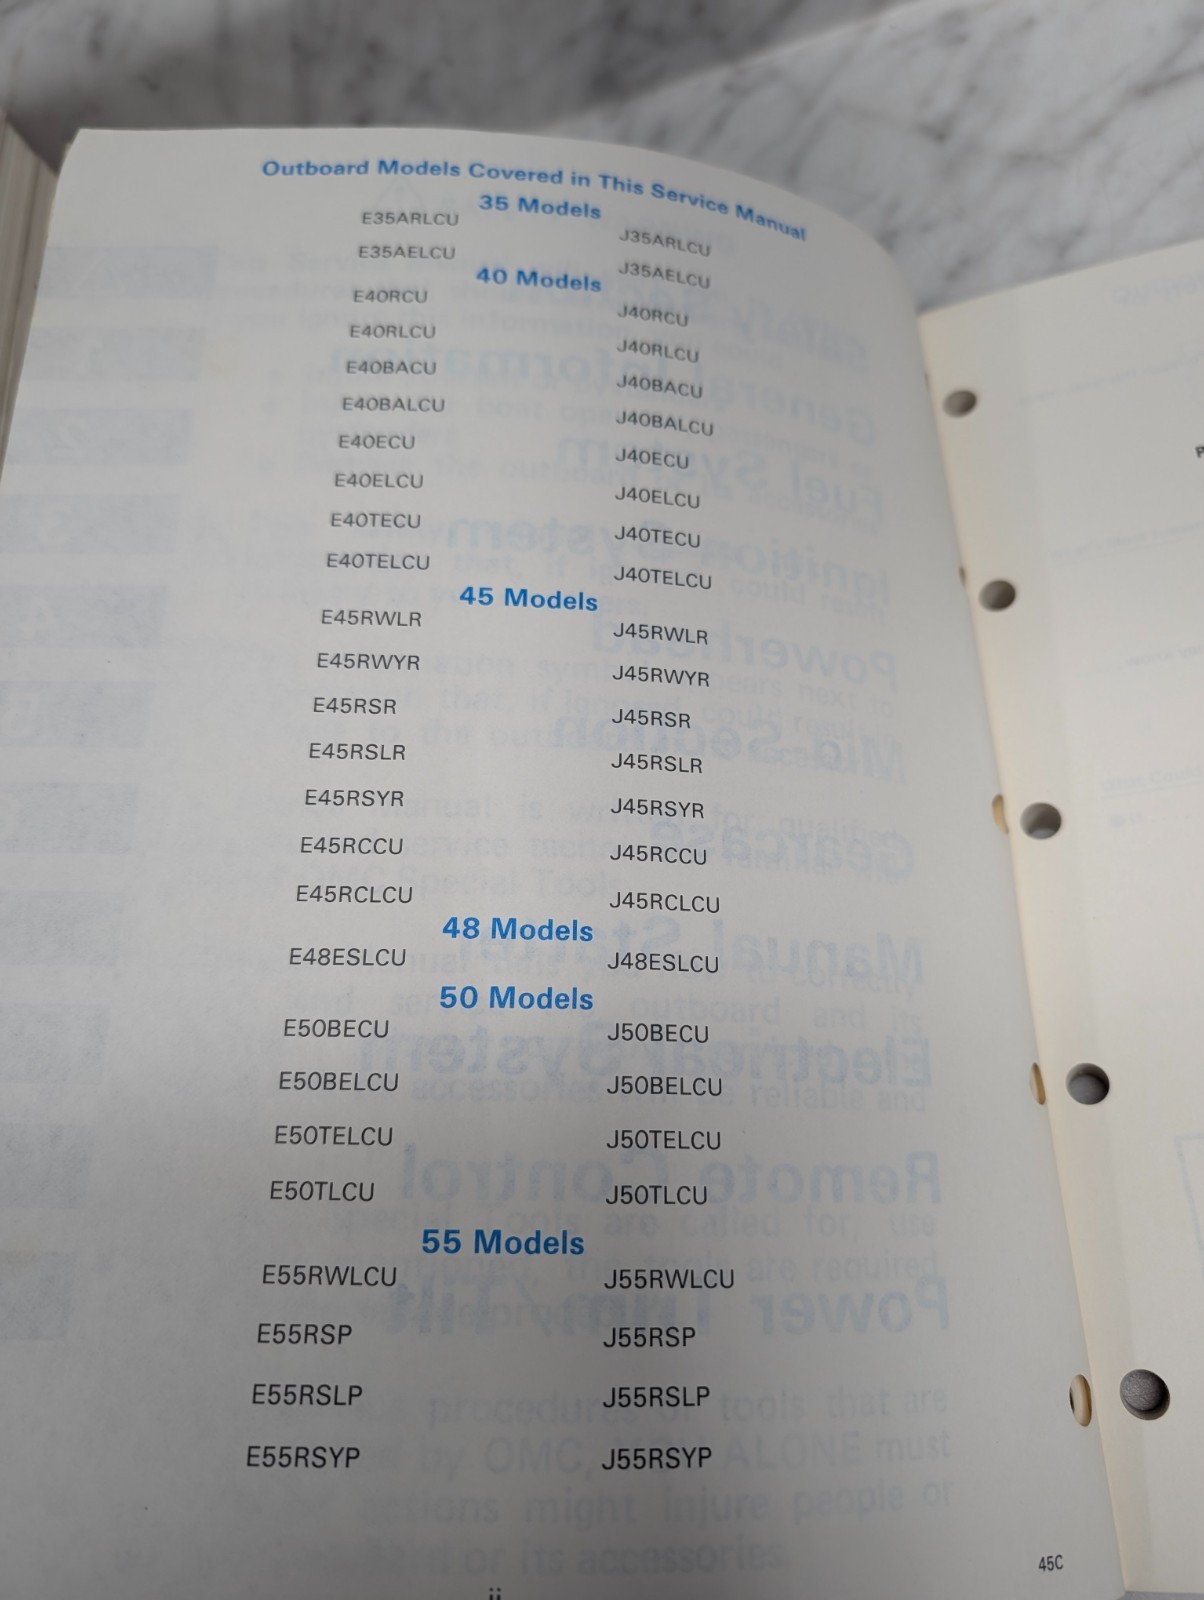 Outboard Models Covered in This Service Manual
35 Models
E35ARLCU J35ARLCU
E35AELCU J35AELCU
40 Models
E40RCU J40RCU
E40RLCU J40RLCU
E40BACU J40BACU
E40BALCU J40BALCU
E40ECU J40ECU
E40ELCU J40ELCU
E40TECU J40TECU
E40TELCU J40TELCU
45 Models
E45RWLR J45RWLR
E45RWYR J45RWYR
E45RSR J45RSR
E45RSLR J45RSLR
E45RSYR J45RSYR
E45RCCU J45RCCU
E45RCLCU J45RCLCU
48 Models
E48ESLCU J48ESLCU
50 Models
E50BECU J50BECU
E50BELCU J50BELCU
E50TELCU J50TELCU
E50TLCU J50TLCU
55 Models
E55RWLCU J55RWLCU
E55RSP J55RSP
E55RSLP J55RSLP
E55RSYP J55RSYP
45C
ii